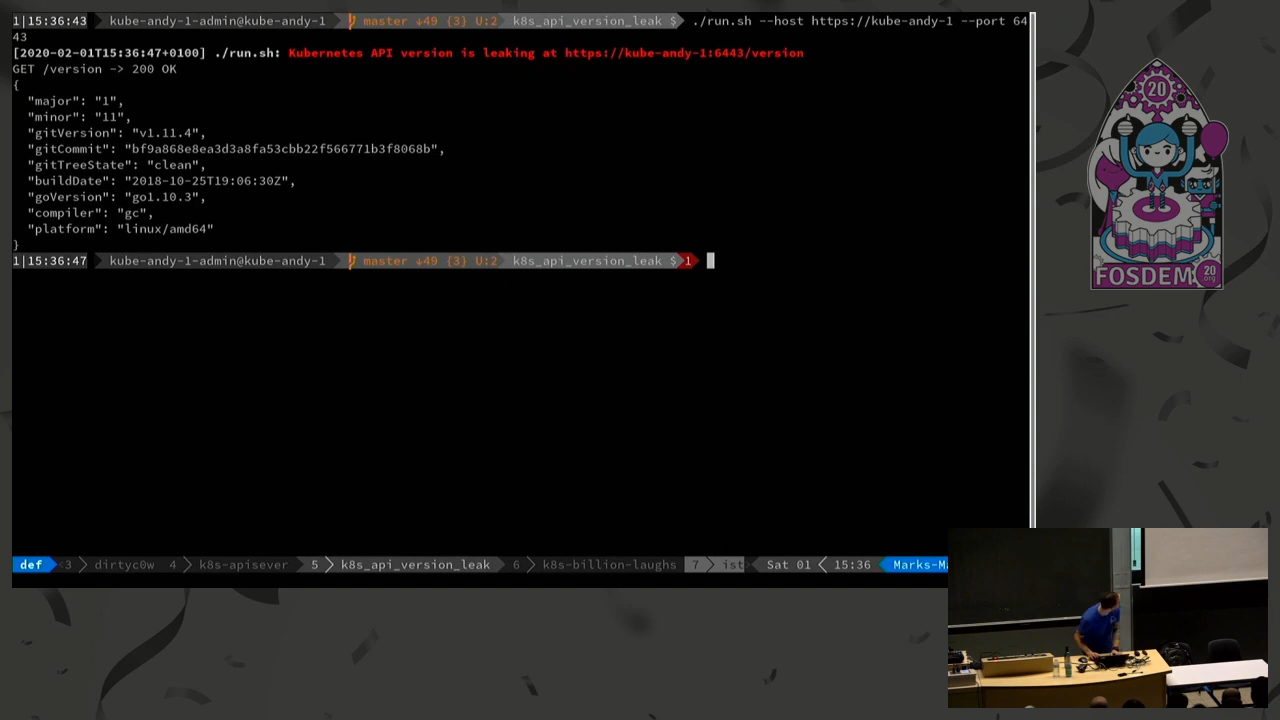 1|15:36:43 kube-andy-1-admin@kube-andy-1 master ↓49 {3} U:2 k8s_api_version_leak $ ./run.sh --host https://kube-andy-1 --port 64
43
[2020-02-01T15:36:47+0100] ./run.sh: Kubernetes API version is leaking at https://kube-andy-1:6443/version
GET /version -> 200 OK
{
"major": "1",
"minor": "11",
"gitVersion": "v1.11.4",
"gitCommit": "bf9a868e8ea3d3a8fa53cbb22f566771b3f8068b",
"gitTreeState": "clean",
"buildDate": "2018-10-25T19:06:30Z",
"goVersion": "go1.10.3",
"compiler": "gc",
"platform": "linux/amd64"
}
1|15:36:47 kube-andy-1-admin@kube-andy-1 master ↓49 {3} U:2 k8s_api_version_leak $ 1
def <3 dirtyc0w 4 k8s-apisever 5 k8s_api_version_leak 6 k8s-billion-laughs 7 ist Sat 01 15:36 Marks-Ma
20
FOSDEM
20
.org